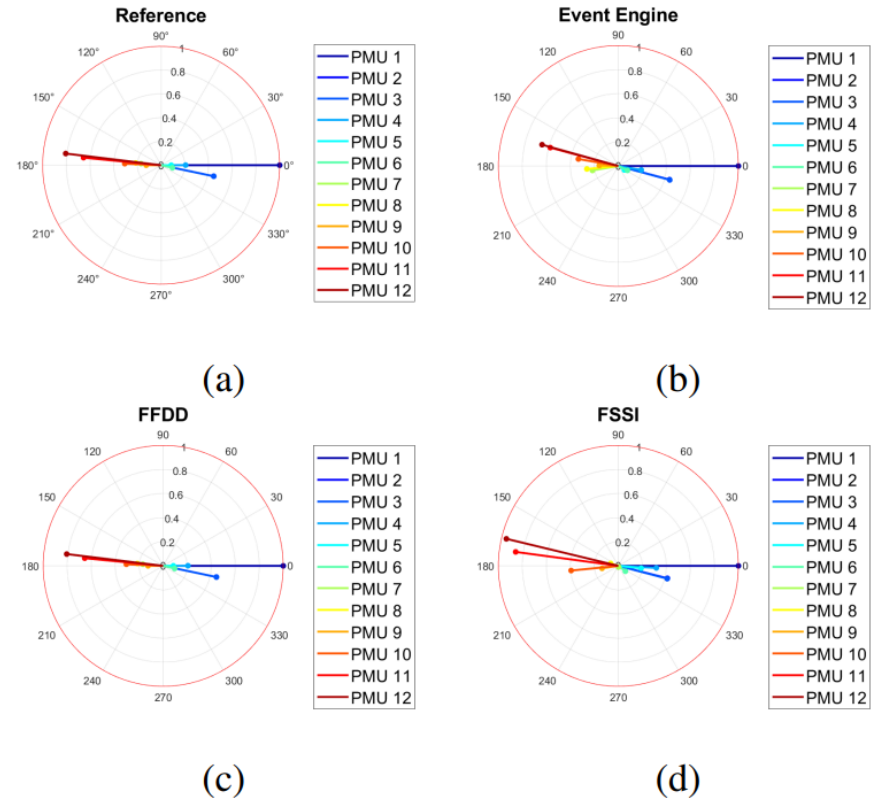 Reference
90°
120°
60°
1
0.8
150°
0.6
30°
0.4
0.2
180°
0
0°
210°
330°
240°
300°
270°
PMU 1
PMU 2
PMU 3
PMU 4
PMU 5
PMU 6
PMU 7
PMU 8
PMU 9
PMU 10
PMU 11
PMU 12
(a)
Event Engine
90
120
60
1
0.8
150
0.6
30
0.4
0.2
180
0
0
210
330
240
300
270
PMU 1
PMU 2
PMU 3
PMU 4
PMU 5
PMU 6
PMU 7
PMU 8
PMU 9
PMU 10
PMU 11
PMU 12
(b)
FFDD
90
120
60
1
0.8
150
0.6
30
0.4
0.2
180
0
0
210
330
240
300
270
PMU 1
PMU 2
PMU 3
PMU 4
PMU 5
PMU 6
PMU 7
PMU 8
PMU 9
PMU 10
PMU 11
PMU 12
(c)
FSSI
90
120
60
1
0.8
150
0.6
30
0.4
0.2
180
0
0
210
330
240
300
270
PMU 1
PMU 2
PMU 3
PMU 4
PMU 5
PMU 6
PMU 7
PMU 8
PMU 9
PMU 10
PMU 11
PMU 12
(d)